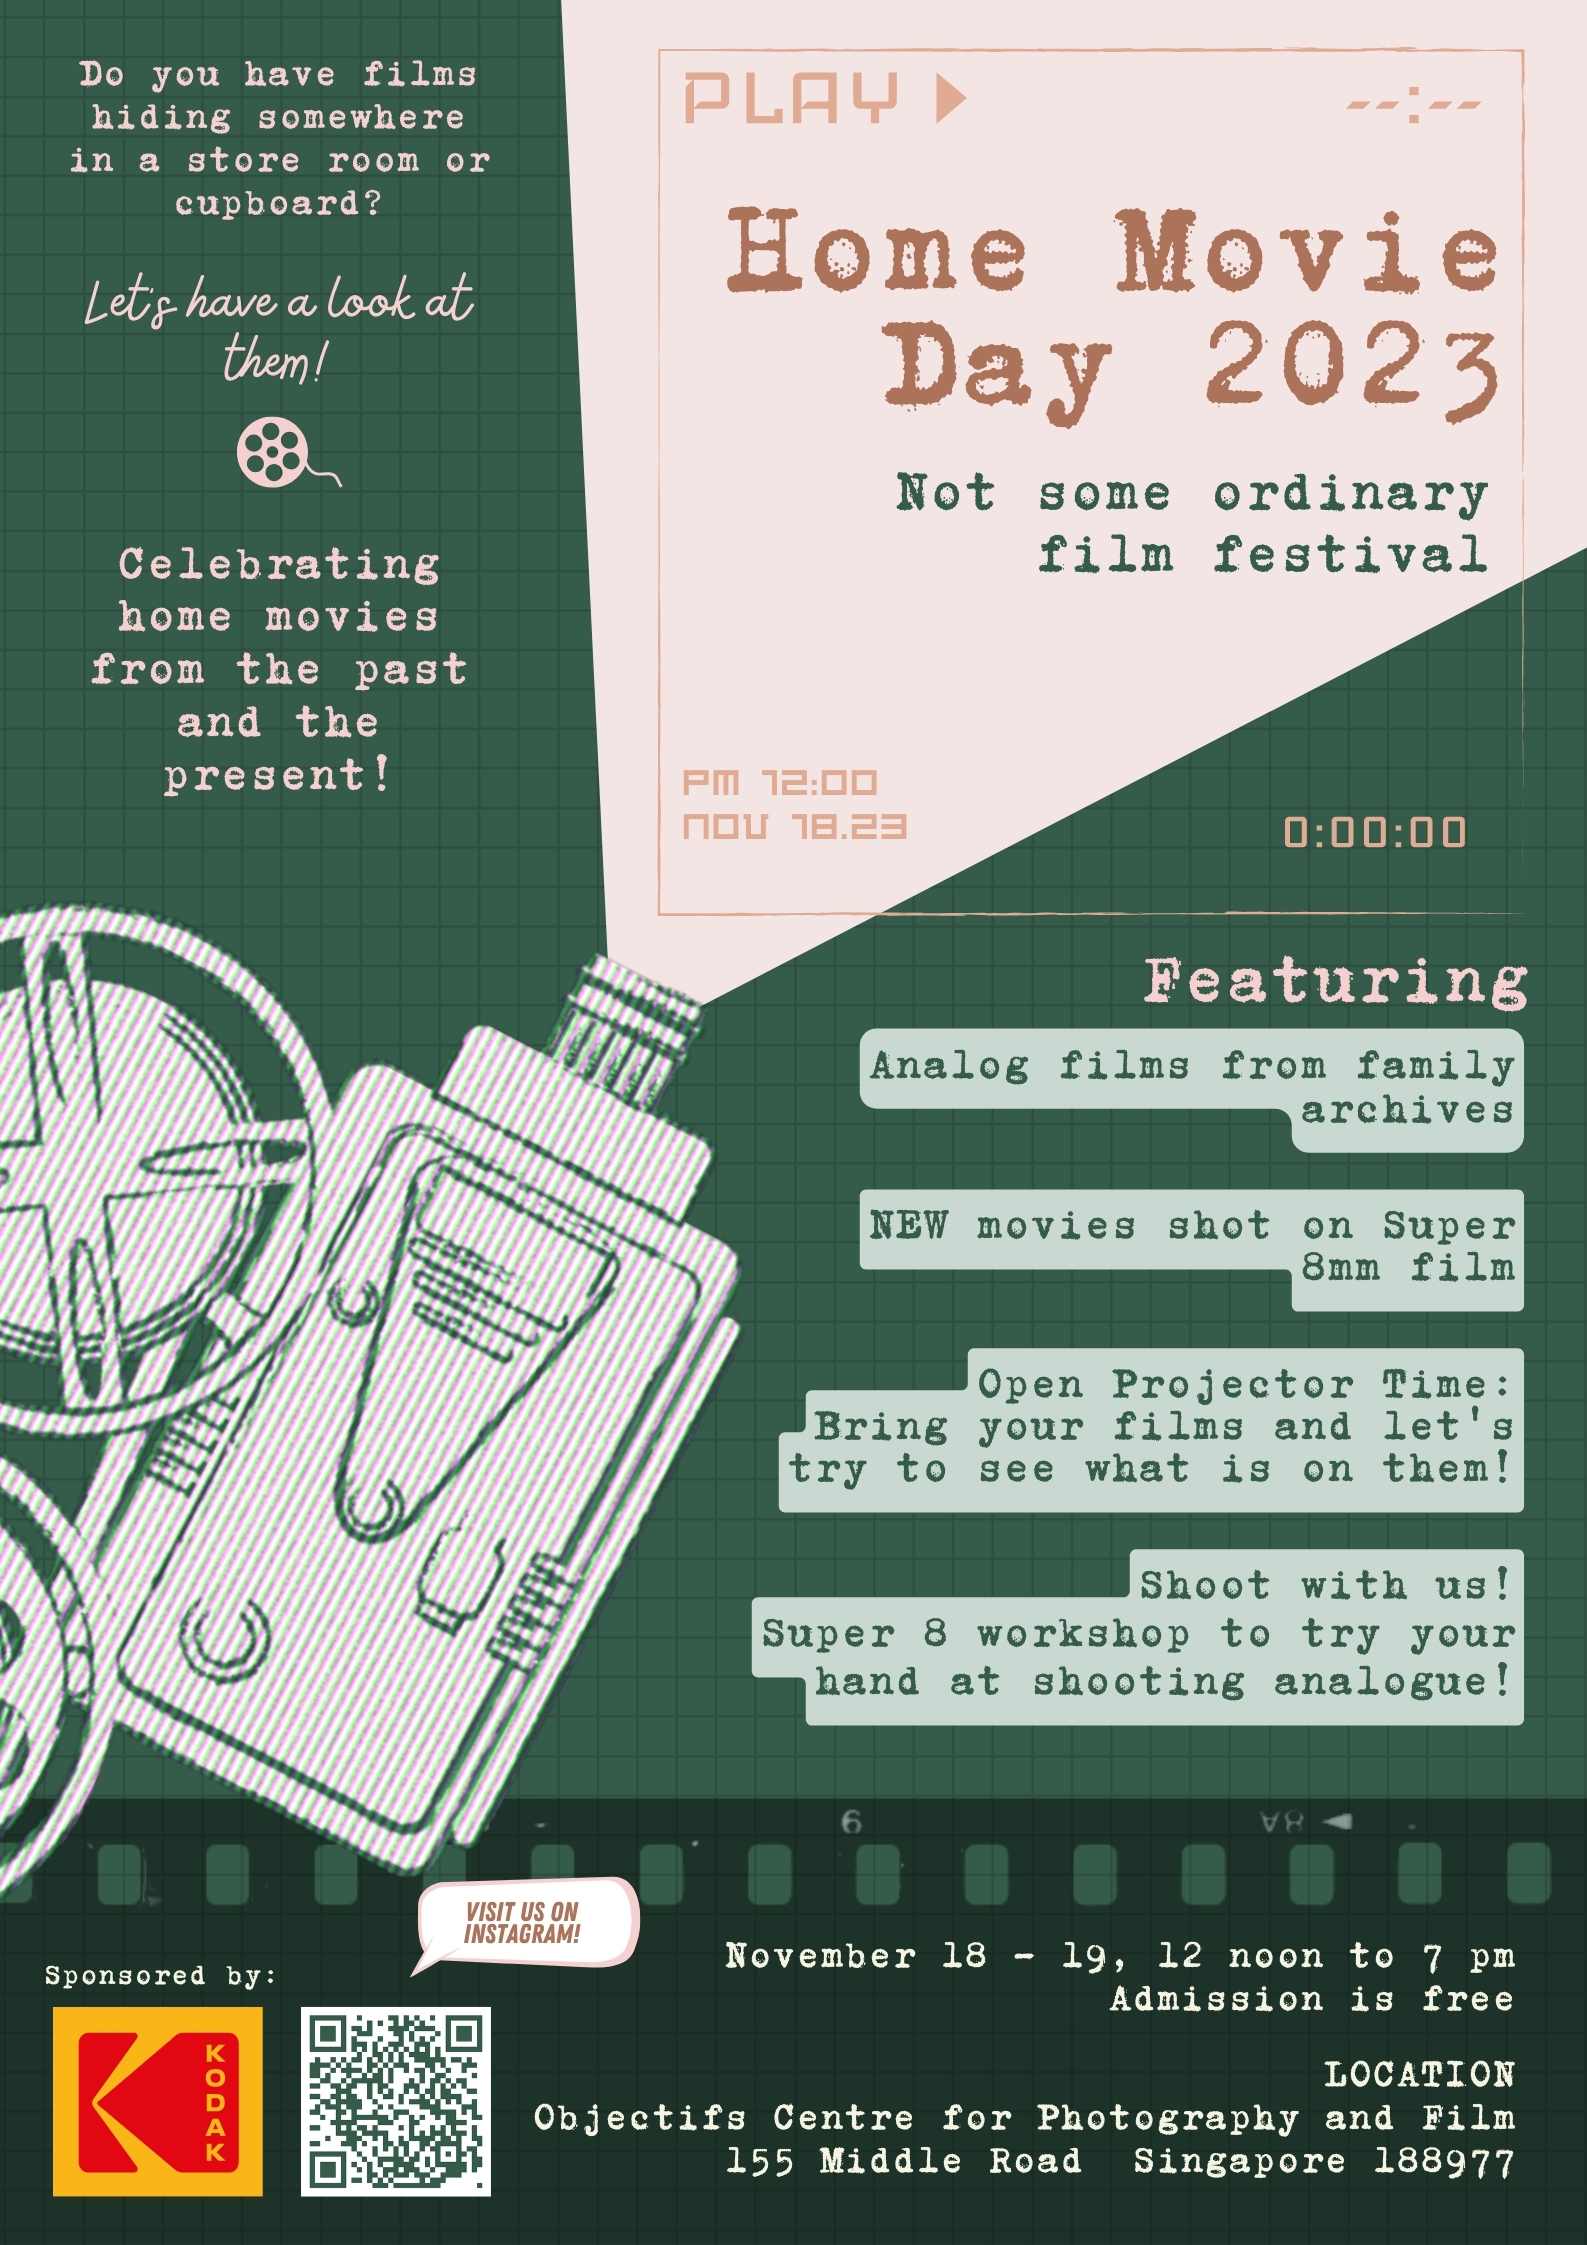 Do you have films
hiding somewhere
in a store room or
cupboard?
Let's have a look at
them!
Celebrating
home movies
from the past
and the
present!
PLAY
--:--
Home Movie
Day 2023
Not some ordinary
film festival
PM 12:00
NOV 18.23
0:00:00
Featuring
Analog films from family
archives
NEW movies shot on Super
8mm film
Open Projector Time:
Bring your films and let's
try to see what is on them!
Shoot with us!
Super 8 workshop to try your
hand at shooting analogue!
6
8A
VISIT US ON
INSTAGRAM!
Sponsored by:
KODAK
November 18 - 19, 12 noon to 7 pm
Admission is free
LOCATION
Objectifs Centre for Photography and Film
155 Middle Road Singapore 188977